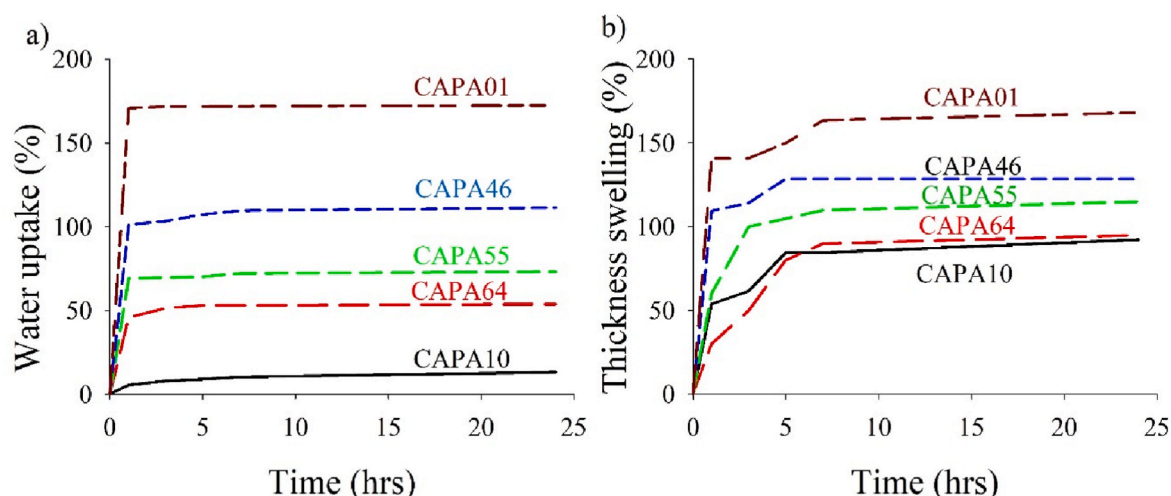 a)
Water uptake (%)
200
150
100
50
0
CAPA01
CAPA46
CAPA55
CAPA64
CAPA10
0 5 10 15 20 25
Time (hrs)
b)
Thickness swelling (%)
200
150
100
50
0
CAPA01
CAPA46
CAPA55
CAPA64
CAPA10
0 5 10 15 20 25
Time (hrs)